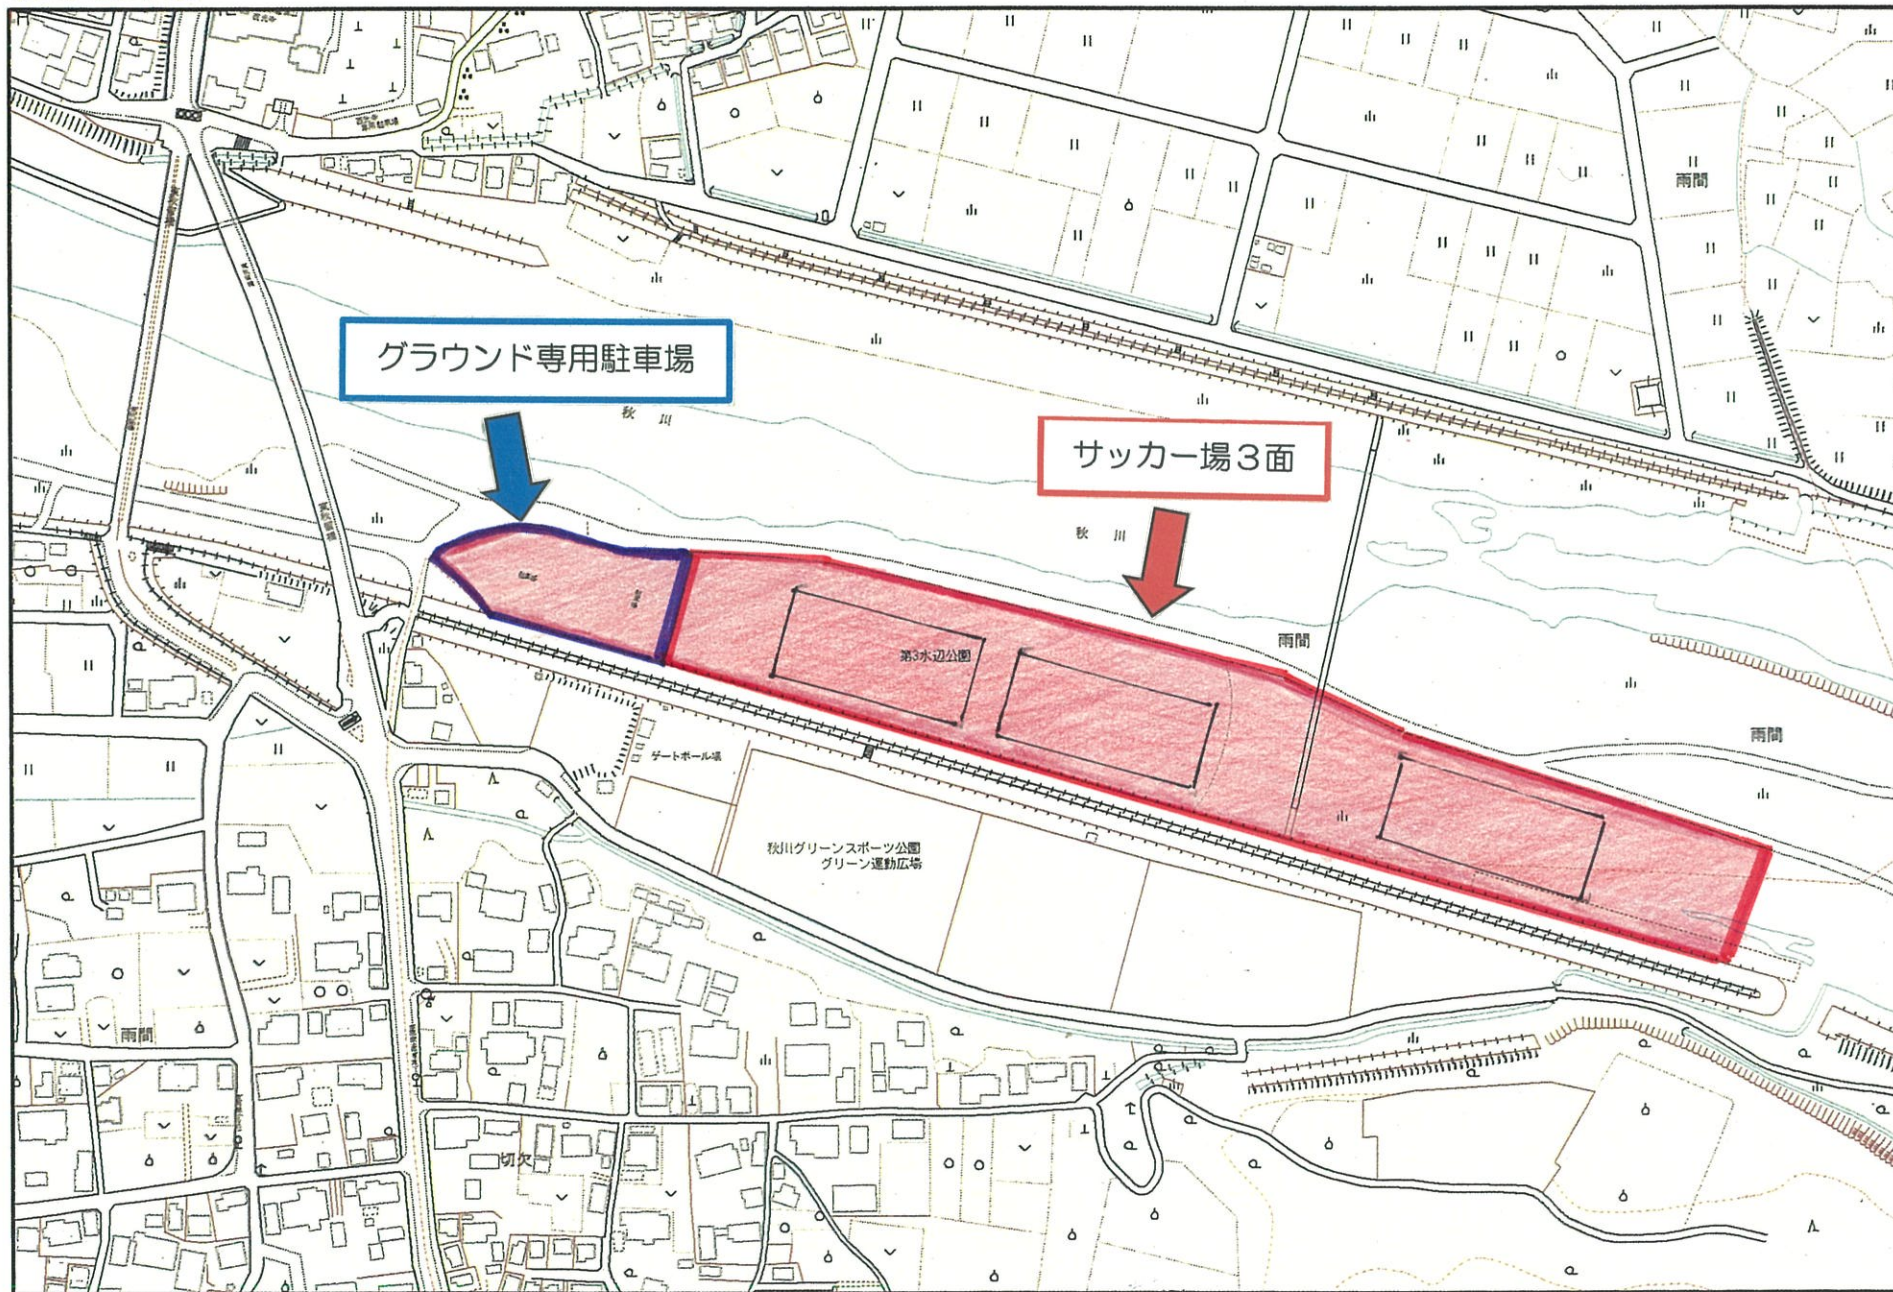 雨間
グラウンド専用駐車場
秋川
サッカー場3面
秋川
雨間
第3水辺公園
雨間
ゲートボール場
秋川グリーンスポーツ公園
グリーン運動広場
雨間
切欠